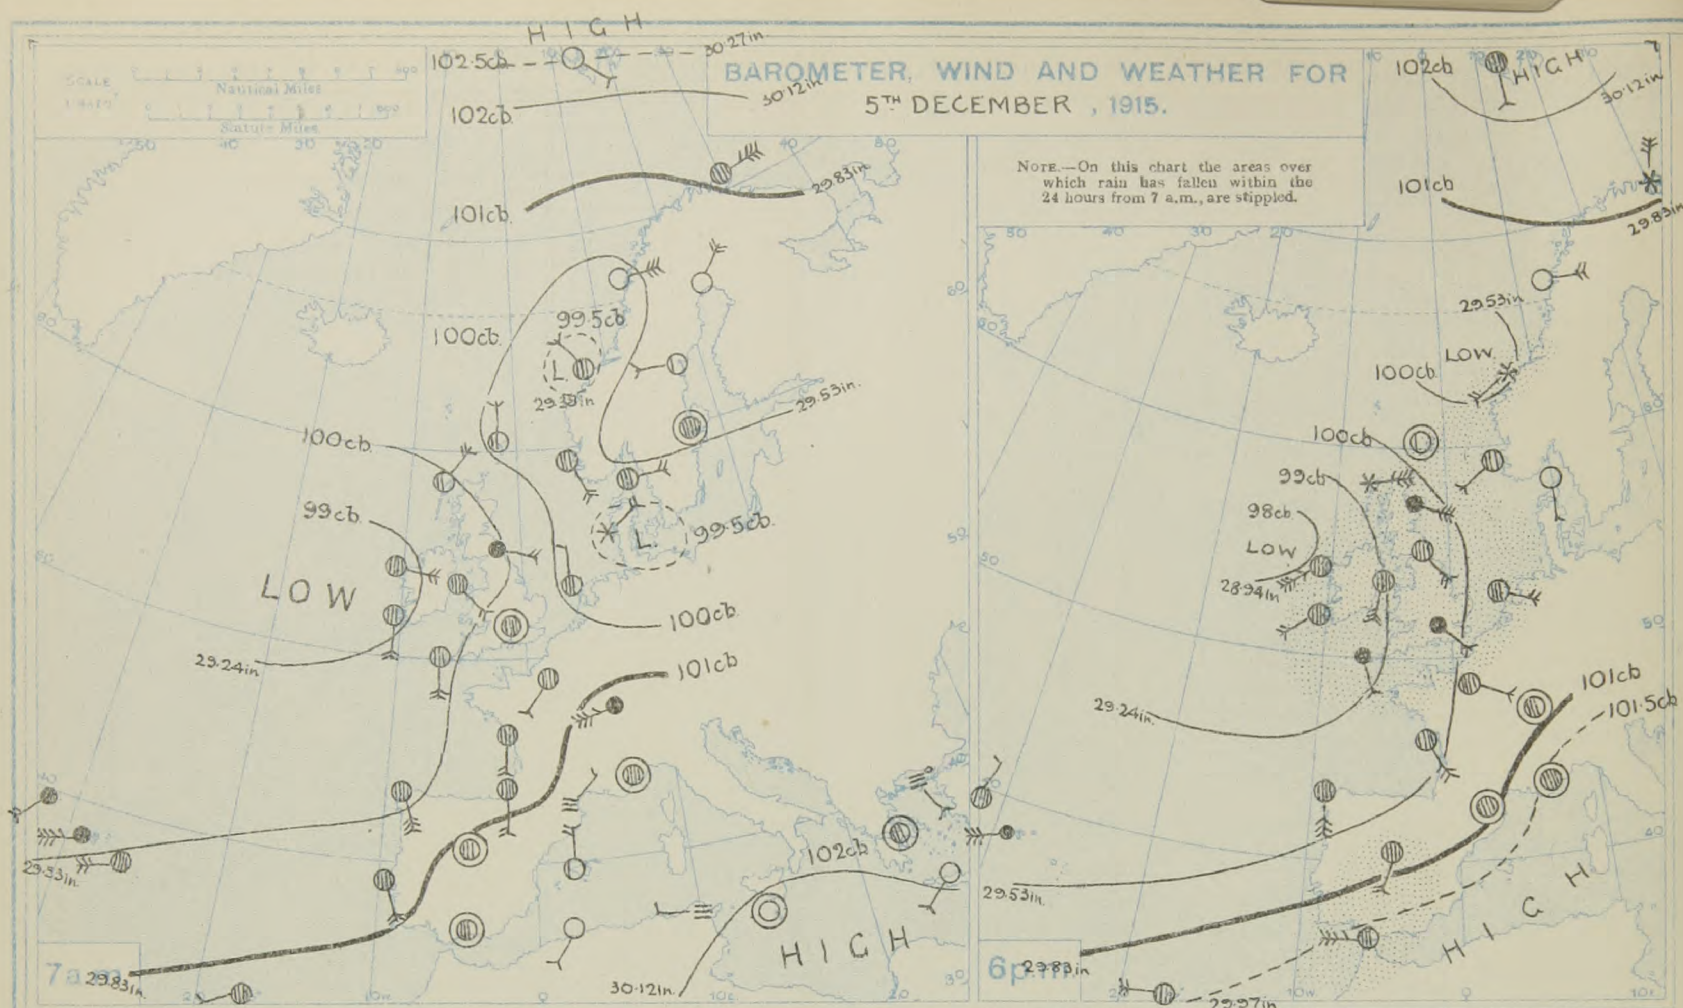 HIGH
102.5cb
30.27in.
SCALE
Nautical Miles
Statute Miles
BAROMETER, WIND AND WEATHER FOR
5TH DECEMBER, 1915.
102cb.
30.12in
102cb
HIGH
30.12in
NOTE.—On this chart the areas over
which rain has fallen within the
24 hours from 7 a.m., are stippled.
101cb.
29.83in
101cb
29.83in
100cb.
99.5cb
L.
29.53in.
100cb.
99cb.
LOW
29.24in
L.
99.5cb.
100cb.
101cb
102cb
HIGH
30.12in
29.83in.
7a.m.
29.53in
LOW.
100cb.
100cb.
99cb.
98cb.
LOW
28.94in
29.24in.
101cb
101.5cb
29.53in.
HIGH
29.83in
6p.m.
29.97in